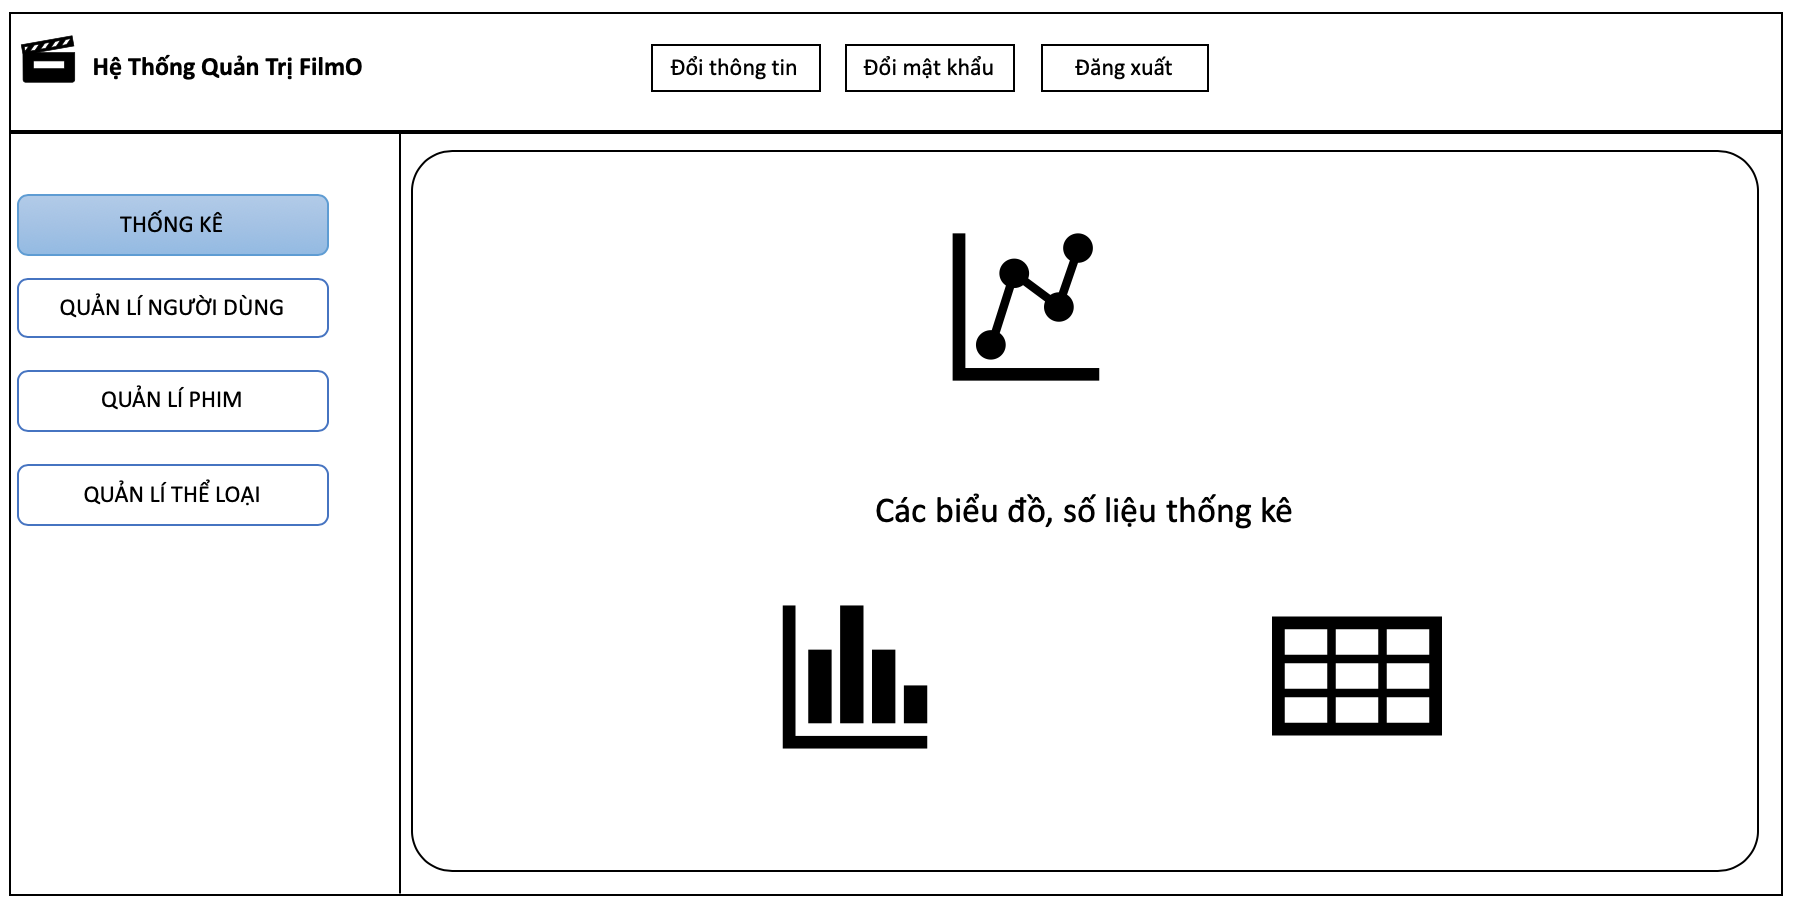 Hệ Thống Quản Trị FilmO
Đổi thông tin
Đổi mật khẩu
Đăng xuất
THỐNG KÊ
QUẢN LÍ NGƯỜI DÙNG
QUẢN LÍ PHIM
QUẢN LÍ THỂ LOẠI
Các biểu đồ, số liệu thống kê